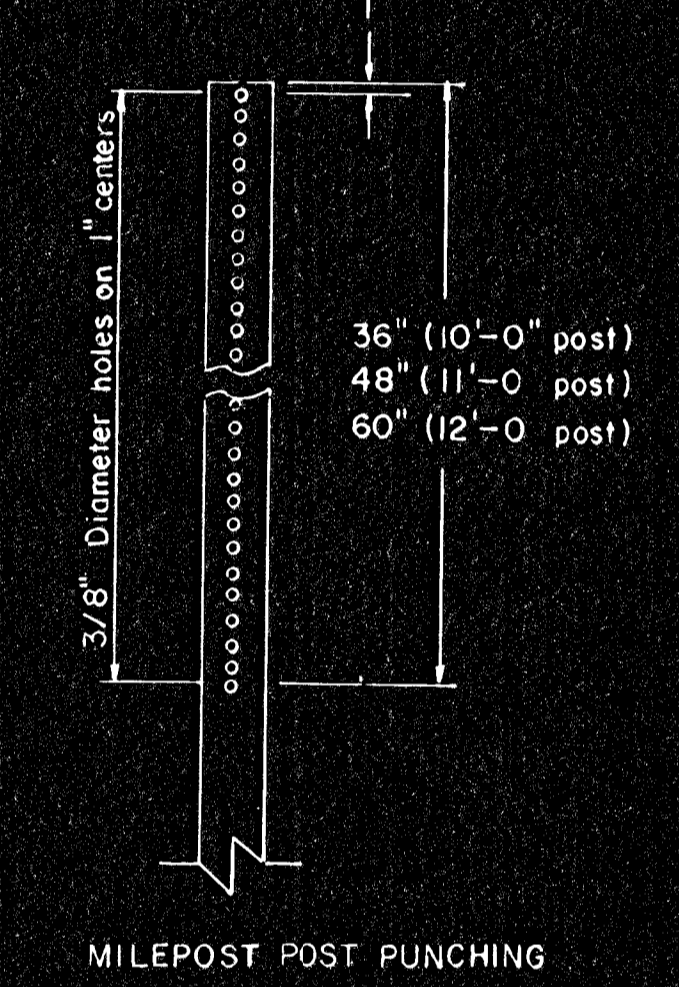 3/8" Diameter holes on 1" centers
36" (10'-0" post)
48" (11'-0 post)
60" (12'-0 post)
MILEPOST POST PUNCHING